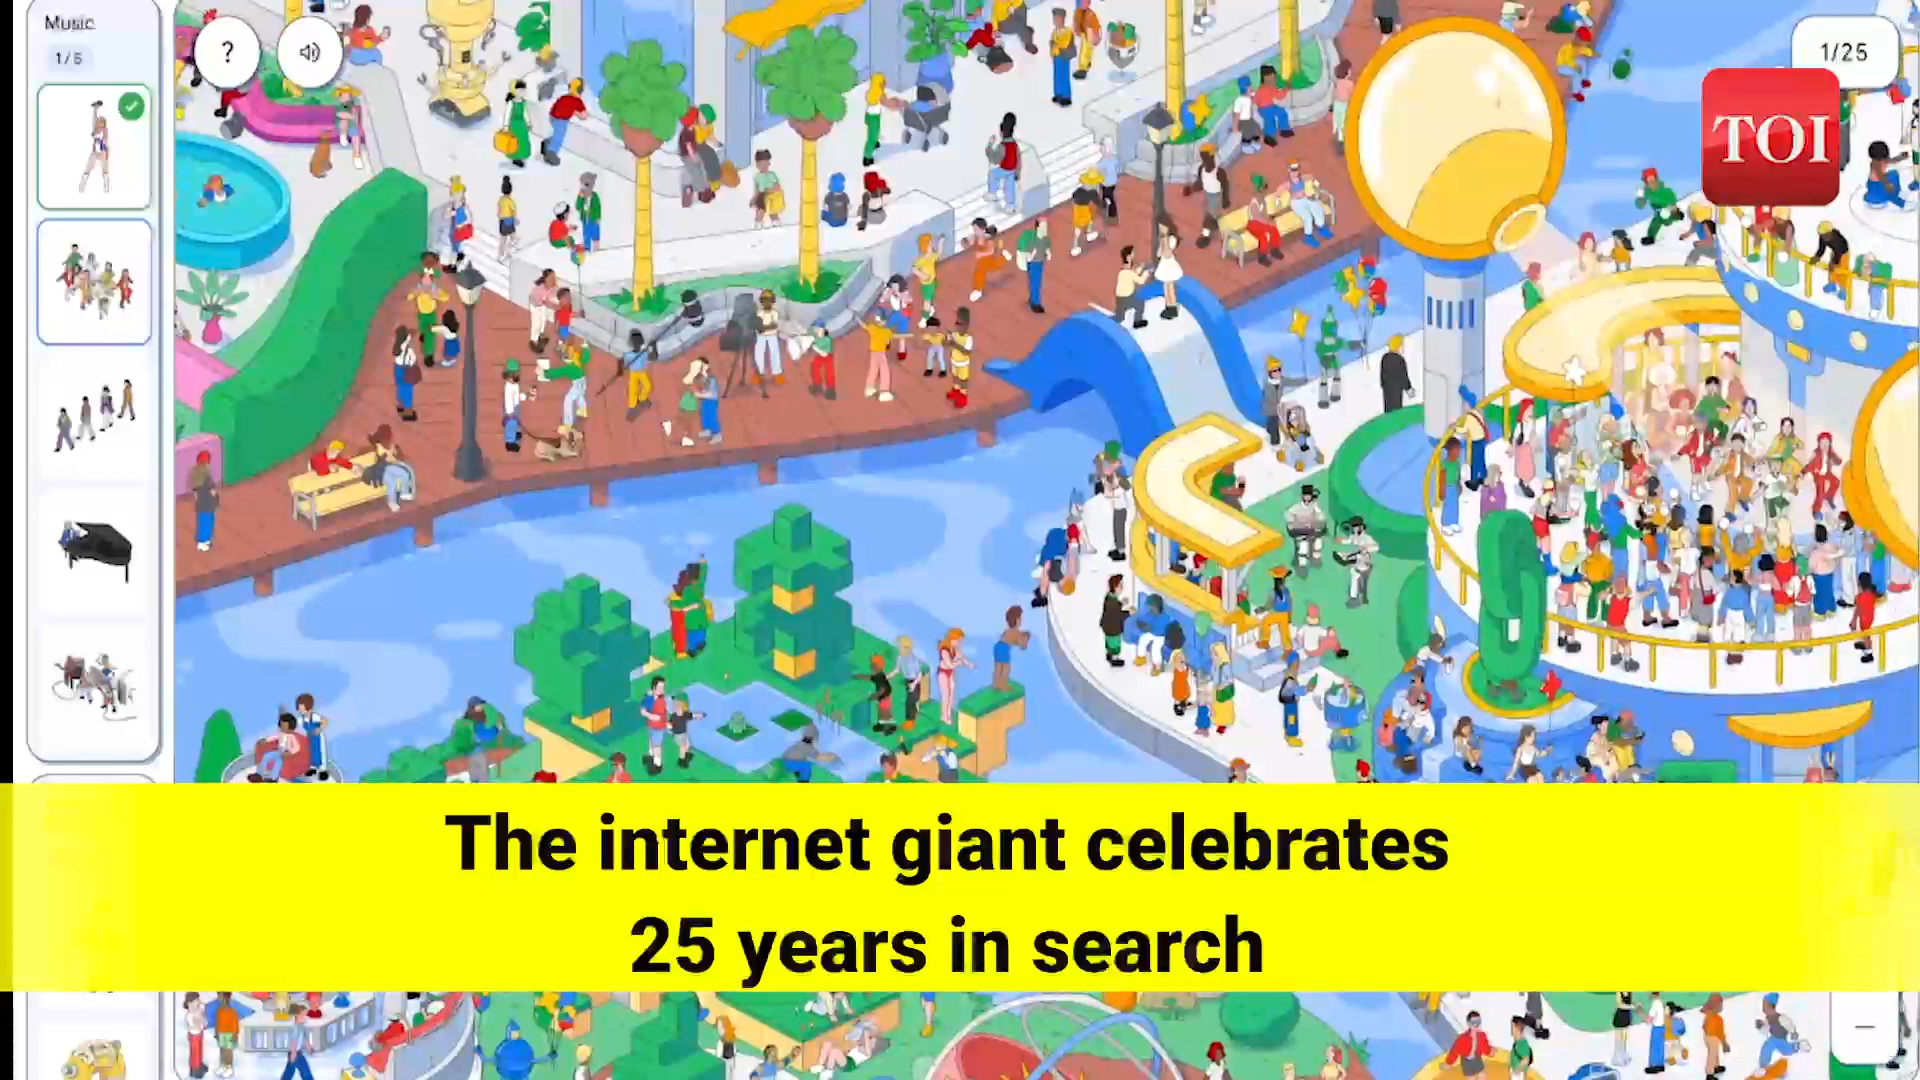 Music
1/5
?
1/25
TOI
The internet giant celebrates
25 years in search